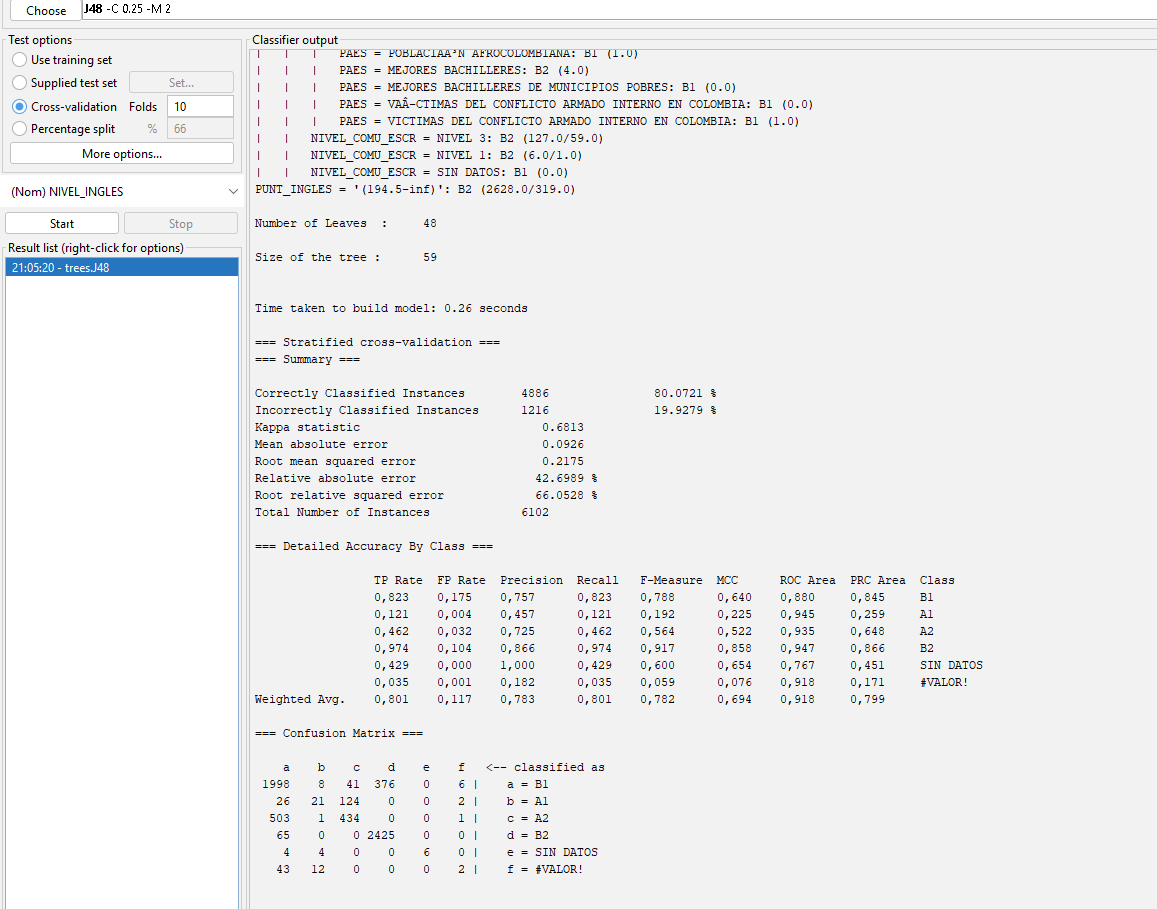 Choose J48 -C 0.25 -M 2
Test options
Use training set
Supplied test set Set...
Cross-validation Folds 10
Percentage split % 66
More options...
(Nom) NIVEL_INGLES
Start Stop
Result list (right-click for options)
21:05:20 - trees.J48
Classifier output
| | | PAES = POBLACIÃƒÂ³N AFROCOLOMBIANA: B1 (1.0)
| | | PAES = MEJORES BACHILLERES: B2 (4.0)
| | | PAES = MEJORES BACHILLERES DE MUNICIPIOS POBRES: B1 (0.0)
| | | PAES = VAÂ-CTIMAS DEL CONFLICTO ARMADO INTERNO EN COLOMBIA: B1 (0.0)
| | | PAES = VICTIMAS DEL CONFLICTO ARMADO INTERNO EN COLOMBIA: B1 (1.0)
| | NIVEL_COMU_ESCR = NIVEL 3: B2 (127.0/59.0)
| | NIVEL_COMU_ESCR = NIVEL 1: B2 (6.0/1.0)
| | NIVEL_COMU_ESCR = SIN DATOS: B1 (0.0)
PUNT_INGLES = '(194.5-inf)': B2 (2628.0/319.0)
Number of Leaves : 48
Size of the tree : 59
Time taken to build model: 0.26 seconds
=== Stratified cross-validation ===
=== Summary ===
Correctly Classified Instances 4886 80.0721 %
Incorrectly Classified Instances 1216 19.9279 %
Kappa statistic 0.6813
Mean absolute error 0.0926
Root mean squared error 0.2175
Relative absolute error 42.6989 %
Root relative squared error 66.0528 %
Total Number of Instances 6102
=== Detailed Accuracy By Class ===
TP Rate FP Rate Precision Recall F-Measure MCC ROC Area PRC Area Class
0,823 0,175 0,757 0,823 0,788 0,640 0,880 0,845 B1
0,121 0,004 0,457 0,121 0,192 0,225 0,945 0,259 A1
0,462 0,032 0,725 0,462 0,564 0,522 0,935 0,648 A2
0,974 0,104 0,866 0,974 0,917 0,858 0,947 0,866 B2
0,429 0,000 1,000 0,429 0,600 0,654 0,767 0,451 SIN DATOS
0,035 0,001 0,182 0,035 0,059 0,076 0,918 0,171 #VALOR!
Weighted Avg. 0,801 0,117 0,783 0,801 0,782 0,694 0,918 0,799
=== Confusion Matrix ===
a b c d e f <-- classified as
1998 8 41 376 0 6 | a = B1
26 21 124 0 0 2 | b = A1
503 1 434 0 0 1 | c = A2
65 0 0 2425 0 0 | d = B2
4 4 0 0 6 0 | e = SIN DATOS
43 12 0 0 0 2 | f = #VALOR!